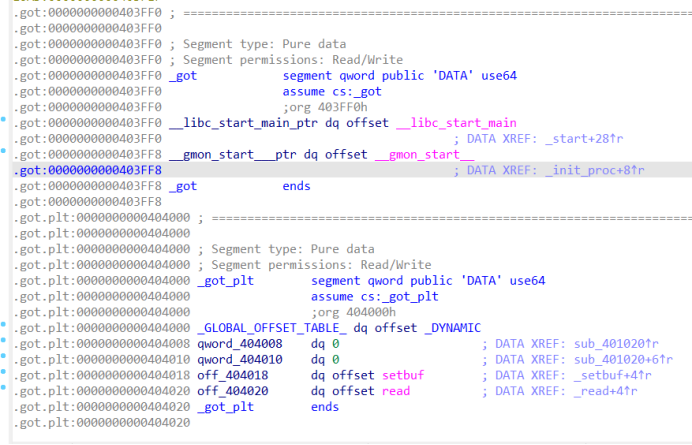 .got:0000000000403FF0 ; ===========================================================================
.got:0000000000403FF0
.got:0000000000403FF0 ; Segment type: Pure data
.got:0000000000403FF0 ; Segment permissions: Read/Write
.got:0000000000403FF0 _got segment qword public 'DATA' use64
.got:0000000000403FF0 assume cs:_got
.got:0000000000403FF0 ;org 403FF0h
.got:0000000000403FF0 __libc_start_main_ptr dq offset __libc_start_main
.got:0000000000403FF0 ; DATA XREF: _start+28↑r
.got:0000000000403FF8 __gmon_start___ptr dq offset __gmon_start__
.got:0000000000403FF8 ; DATA XREF: _init_proc+8↑r
.got:0000000000403FF8 _got ends
.got:0000000000403FF8
.got.plt:0000000000404000 ; ===========================================================================
.got.plt:0000000000404000
.got.plt:0000000000404000 ; Segment type: Pure data
.got.plt:0000000000404000 ; Segment permissions: Read/Write
.got.plt:0000000000404000 _got_plt segment qword public 'DATA' use64
.got.plt:0000000000404000 assume cs:_got_plt
.got.plt:0000000000404000 ;org 404000h
.got.plt:0000000000404000 _GLOBAL_OFFSET_TABLE_ dq offset _DYNAMIC
.got.plt:0000000000404008 qword_404008 dq 0 ; DATA XREF: sub_401020↑r
.got.plt:0000000000404010 qword_404010 dq 0 ; DATA XREF: sub_401020+6↑r
.got.plt:0000000000404018 off_404018 dq offset setbuf ; DATA XREF: _setbuf+4↑r
.got.plt:0000000000404020 off_404020 dq offset read ; DATA XREF: _read+4↑r
.got.plt:0000000000404020 _got_plt ends
.got.plt:0000000000404020